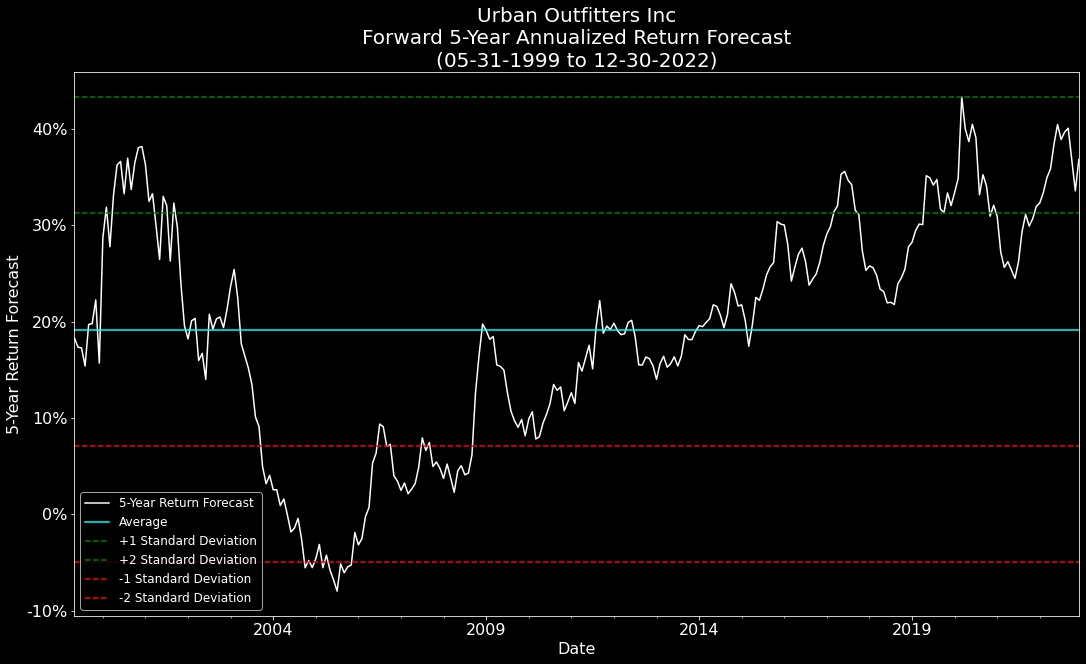 Urban Outfitters Inc
Forward 5-Year Annualized Return Forecast
(05-31-1999 to 12-30-2022)
5-Year Return Forecast
40%
30%
20%
10%
0%
-10%
5-Year Return Forecast
Average
+1 Standard Deviation
+2 Standard Deviation
-1 Standard Deviation
-2 Standard Deviation
2004
2009
2014
2019
Date